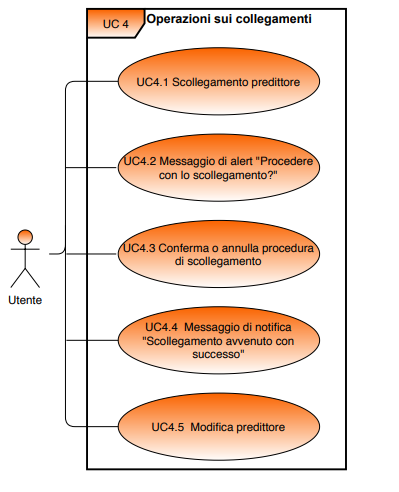 UC 4
Operazioni sui collegamenti
UC4.1 Scollegamento predittore
UC4.2 Messaggio di alert "Procedere
con lo scollegamento?"
UC4.3 Conferma o annulla procedura
di scollegamento
Utente
UC4.4 Messaggio di notifica
"Scollegamento avvenuto con
successo"
UC4.5 Modifica predittore